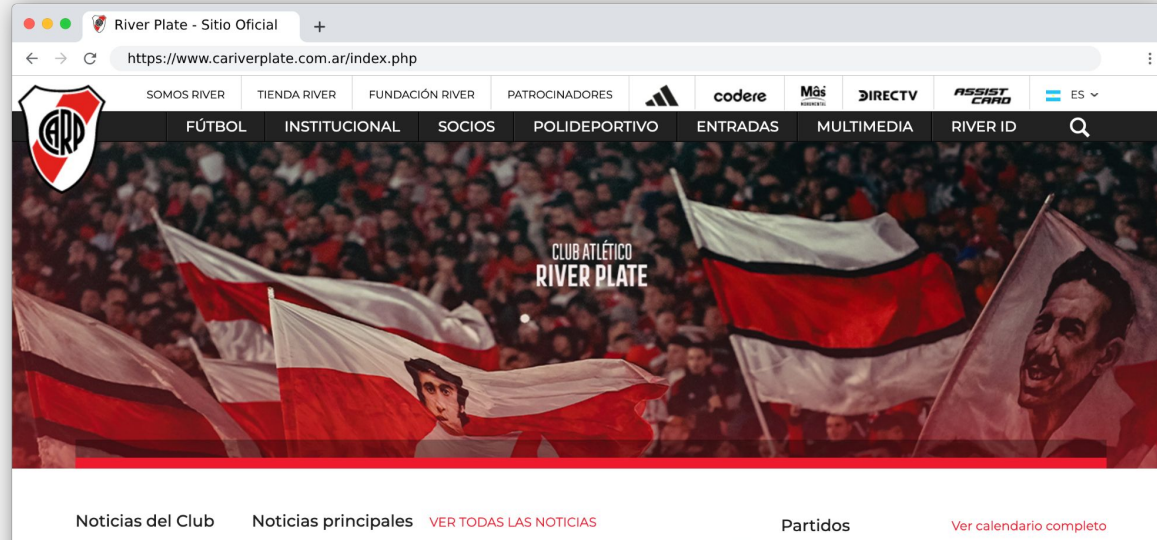 River Plate - Sitio Oficial
https://www.cariverplate.com.ar/index.php
SOMOS RIVER TIENDA RIVER FUNDACIÓN RIVER PATROCINADORES codere Mâs MONUMENTAL DIRECTV ASSIST CARD ES
CARP
FÚTBOL INSTITUCIONAL SOCIOS POLIDEPORTIVO ENTRADAS MULTIMEDIA RIVER ID
CLUB ATLÉTICO
RIVER PLATE
Noticias del Club Noticias principales VER TODAS LAS NOTICIAS Partidos Ver calendario completo